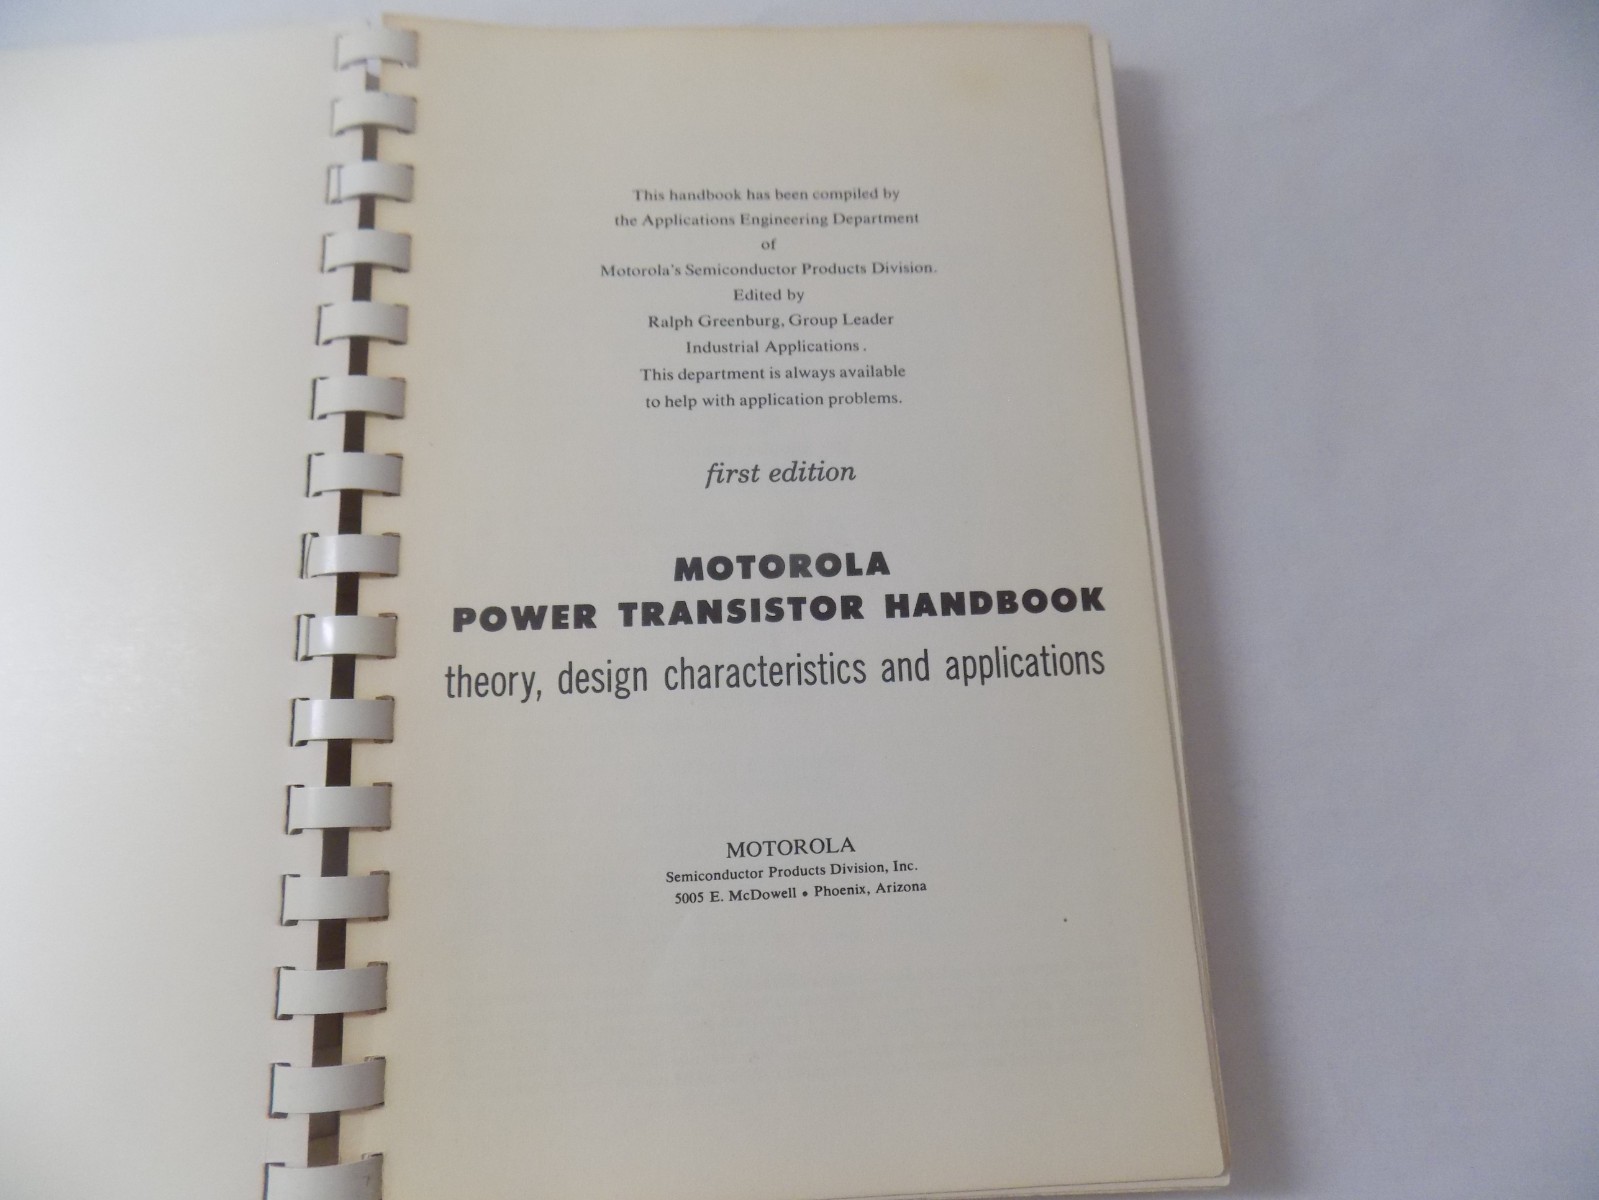 This handbook has been compiled by
the Applications Engineering Department
of
Motorola's Semiconductor Products Division.
Edited by
Ralph Greenburg, Group Leader
Industrial Applications.
This department is always available
to help with application problems.
first edition
MOTOROLA
POWER TRANSISTOR HANDBOOK
theory, design characteristics and applications
MOTOROLA
Semiconductor Products Division, Inc.
5005 E. McDowell • Phoenix, Arizona